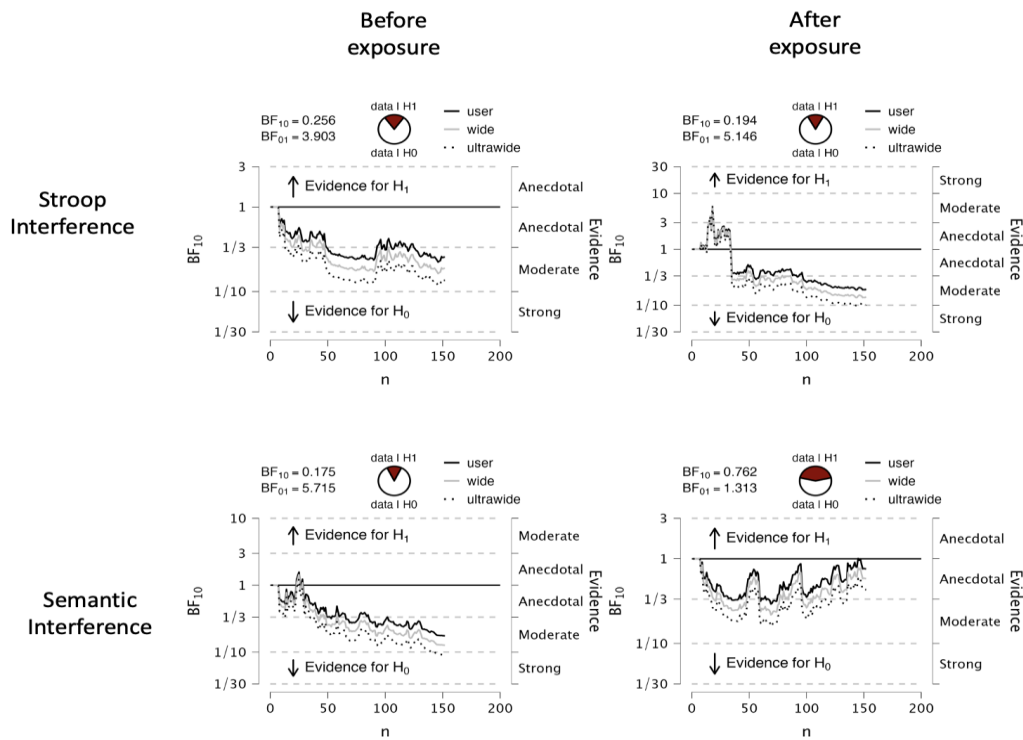 Before
exposure
After
exposure
Stroop
Interference
BF10 = 0.256
BF01 = 3.903
data | H1
data | H0
user
wide
ultrawide
3
1
1/3
1/10
1/30
BF10
Evidence for H1
Evidence for H0
Anecdotal
Anecdotal
Moderate
Strong
Evidence
0 50 100 150 200
n
BF10 = 0.194
BF01 = 5.146
data | H1
data | H0
user
wide
ultrawide
30
10
3
1
1/3
1/10
1/30
BF10
Evidence for H1
Evidence for H0
Strong
Moderate
Anecdotal
Anecdotal
Moderate
Strong
Evidence
0 50 100 150 200
n
Semantic
Interference
BF10 = 0.175
BF01 = 5.715
data | H1
data | H0
user
wide
ultrawide
10
3
1
1/3
1/10
1/30
BF10
Evidence for H1
Evidence for H0
Moderate
Anecdotal
Anecdotal
Moderate
Strong
Evidence
0 50 100 150 200
n
BF10 = 0.762
BF01 = 1.313
data | H1
data | H0
user
wide
ultrawide
3
1
1/3
1/10
1/30
BF10
Evidence for H1
Evidence for H0
Anecdotal
Anecdotal
Moderate
Strong
Evidence
0 50 100 150 200
n